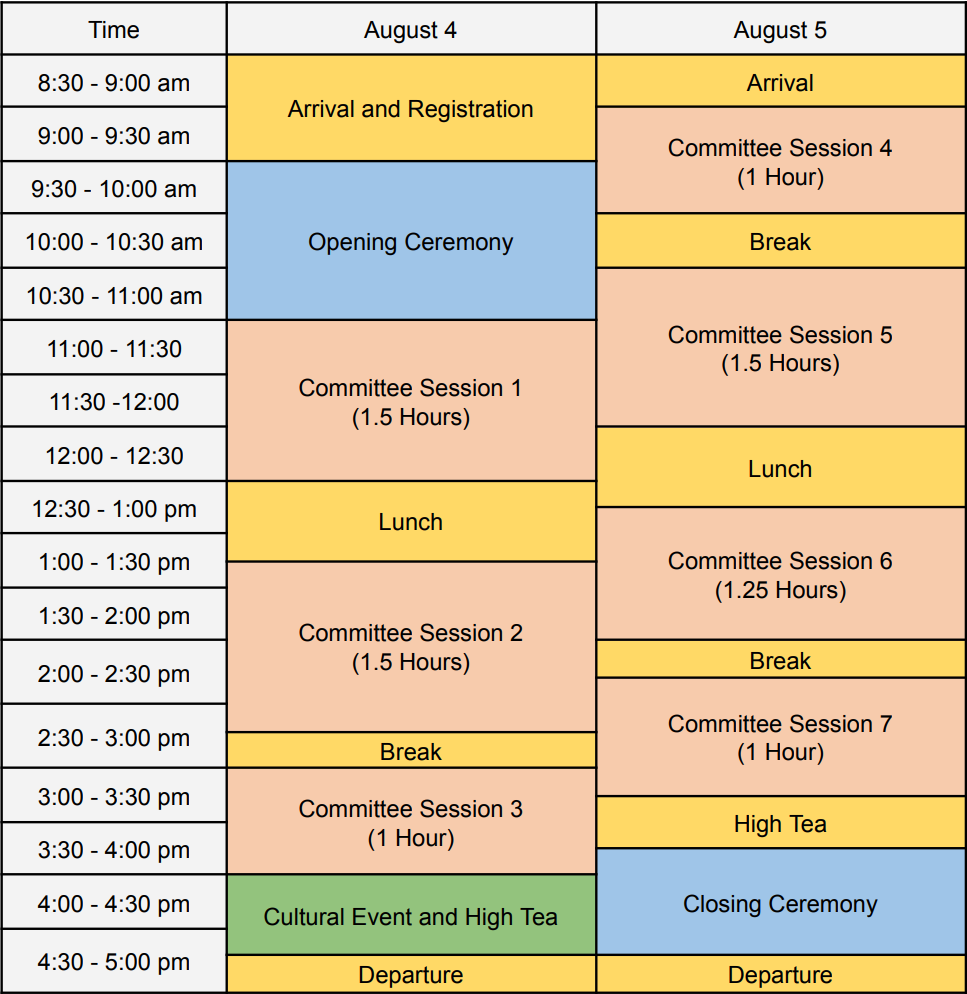 Time
August 4
August 5
8:30 - 9:00 am
Arrival and Registration
Arrival
9:00 - 9:30 am
Committee Session 4
(1 Hour)
9:30 - 10:00 am
Opening Ceremony
10:00 - 10:30 am
Break
10:30 - 11:00 am
Committee Session 5
(1.5 Hours)
11:00 - 11:30
Committee Session 1
(1.5 Hours)
11:30 -12:00
12:00 - 12:30
Lunch
12:30 - 1:00 pm
Lunch
Committee Session 6
(1.25 Hours)
1:00 - 1:30 pm
Committee Session 2
(1.5 Hours)
1:30 - 2:00 pm
2:00 - 2:30 pm
Break
Committee Session 7
(1 Hour)
2:30 - 3:00 pm
Break
3:00 - 3:30 pm
Committee Session 3
(1 Hour)
High Tea
3:30 - 4:00 pm
Closing Ceremony
4:00 - 4:30 pm
Cultural Event and High Tea
4:30 - 5:00 pm
Departure
Departure